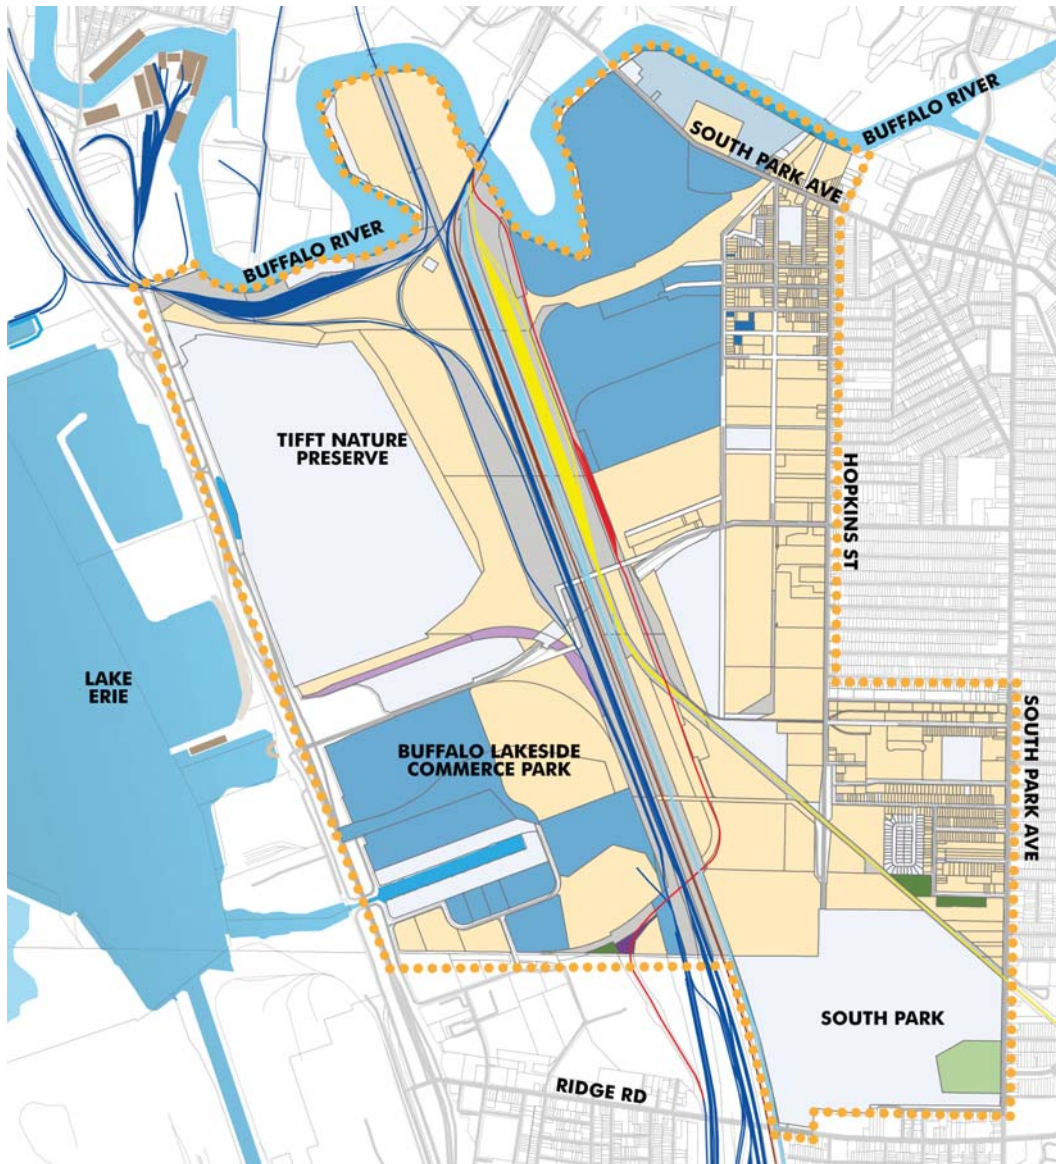 BUFFALO RIVER
SOUTH PARK AVE
BUFFALO RIVER
TIFFT NATURE
PRESERVE
HOPKINS ST
LAKE
ERIE
SOUTH PARK AVE
BUFFALO LAKESIDE
COMMERCE PARK
SOUTH PARK
RIDGE RD